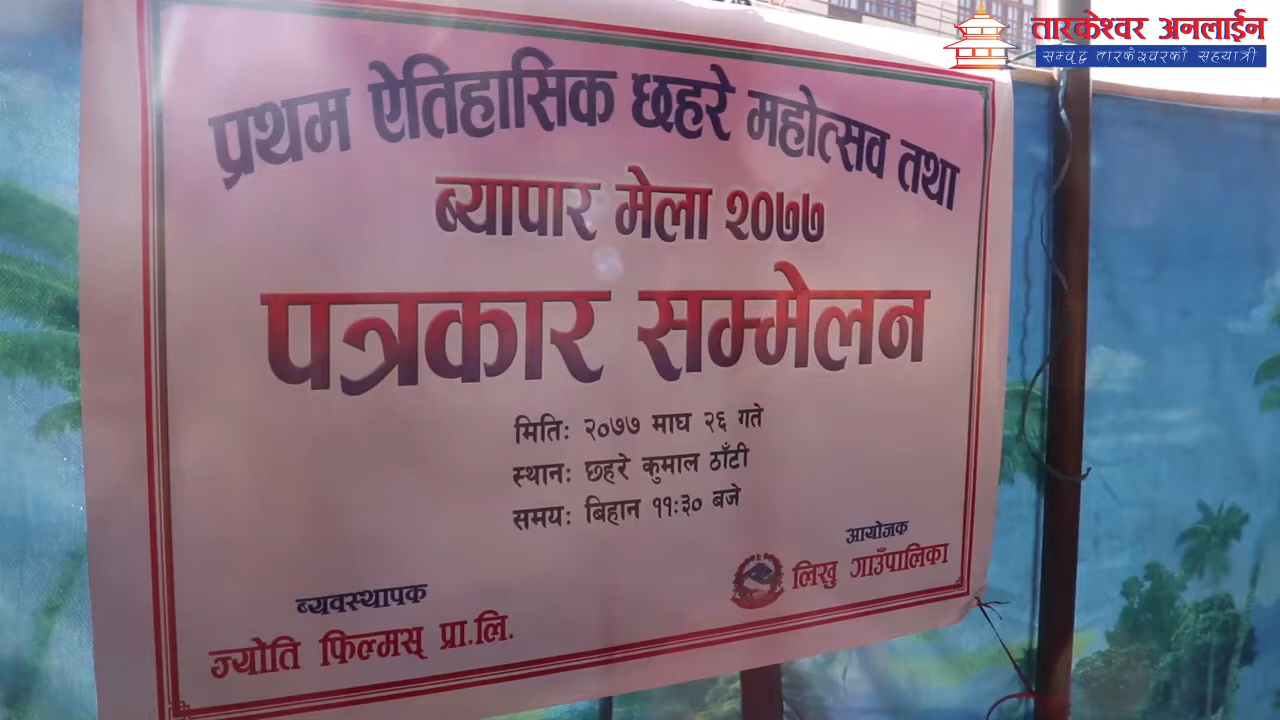 तारकेश्वर अनलाईन
सम्वृद्ध तारकेश्वरको सहयात्री
प्रथम ऐतिहासिक छहरे महोत्सव तथा
ब्यापार मेला २०७७
पत्रकार सम्मेलन
मितिः २०७७ माघ २६ गते
स्थानः छहरे कुमाल ठाँटी
समयः बिहान ११:३० बजे
आयोजक
लिखु गाउँपालिका
ब्यवस्थापक
ज्योति फिल्मस् प्रा.लि.